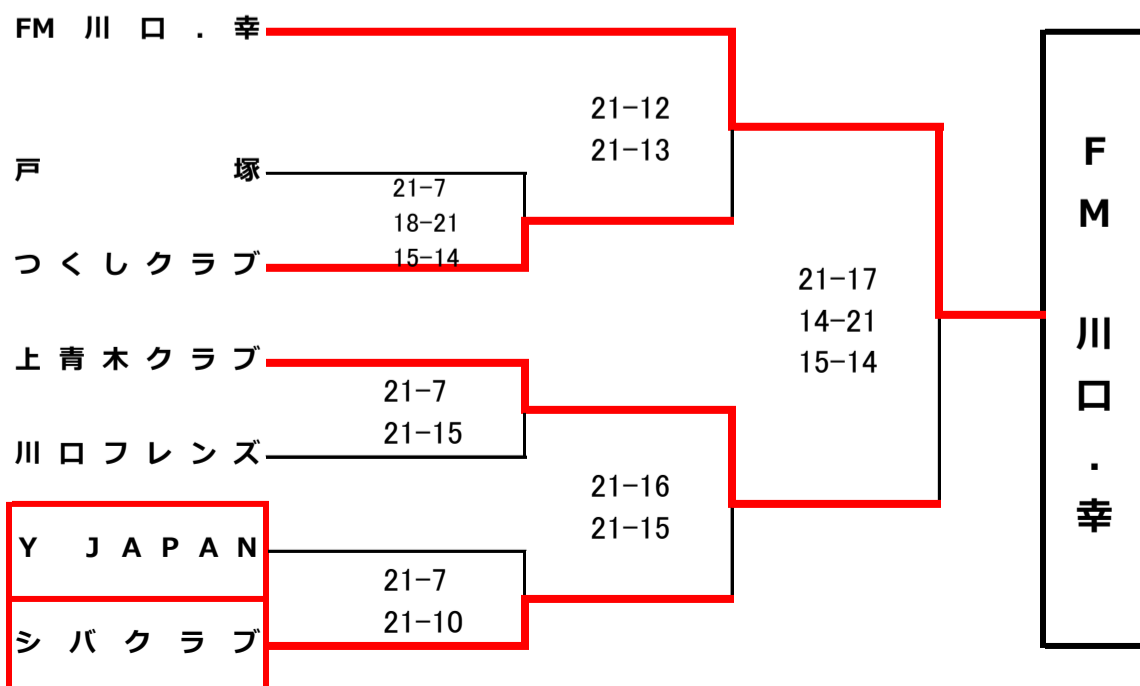 FM 川 口 . 幸
21-12
21-13
戸 塚
21-7
18-21
15-14
つ く し ク ラ ブ
21-17
14-21
15-14
上 青 木 ク ラ ブ
21-7
21-15
川 口 フ レ ン ズ
21-16
21-15
Y J A P A N
21-7
21-10
シ バ ク ラ ブ
F M 川 口 . 幸